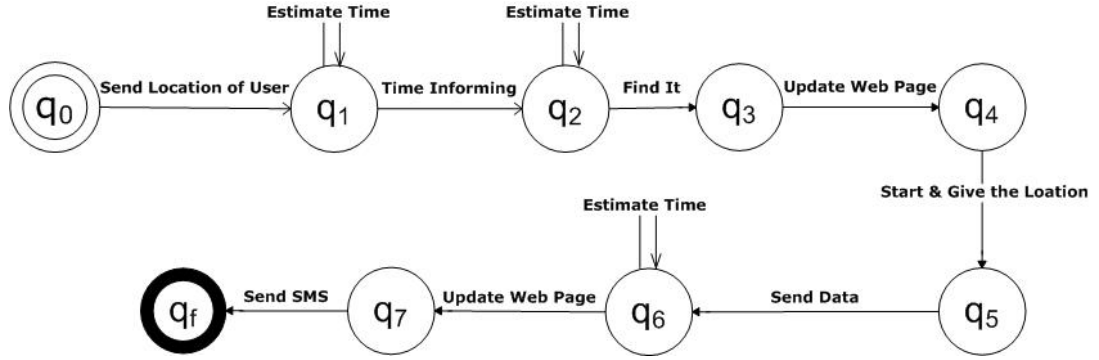 Estimate Time Estimate Time
Send Location of User Time Informing Find It Update Web Page
q0 q1 q2 q3 q4
Start & Give the Loation
Estimate Time
Send SMS Update Web Page Send Data
qf q7 q6 q5